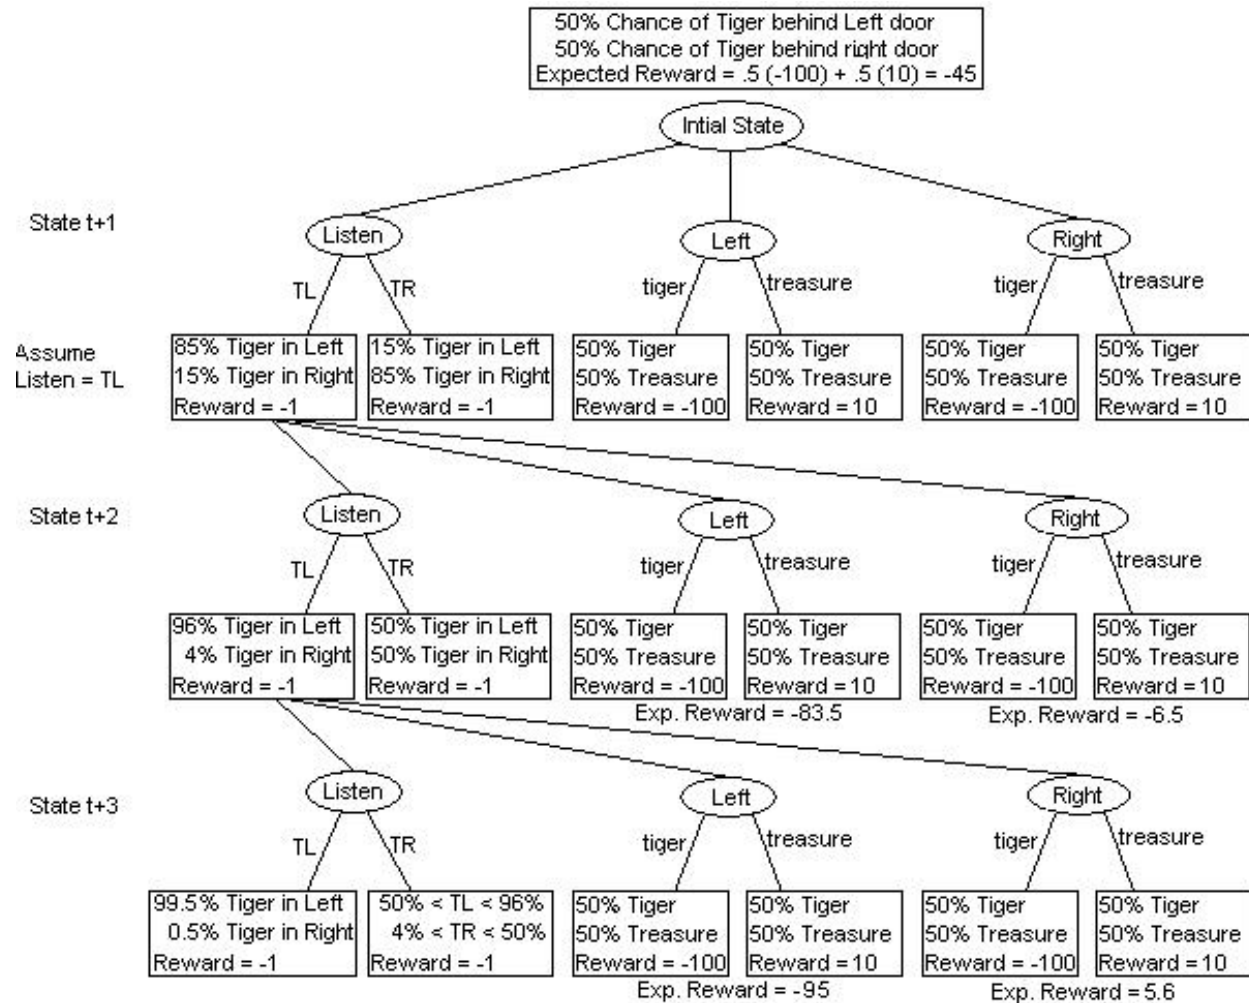 50% Chance of Tiger behind Left door
50% Chance of Tiger behind right door
Expected Reward = .5 (-100) + .5 (10) = -45
Intial State
State t+1
Listen
Left
Right
TL
TR
tiger
treasure
tiger
treasure
Assume
Listen = TL
85% Tiger in Left
15% Tiger in Right
Reward = -1
15% Tiger in Left
85% Tiger in Right
Reward = -1
50% Tiger
50% Treasure
Reward = -100
50% Tiger
50% Treasure
Reward = 10
50% Tiger
50% Treasure
Reward = -100
50% Tiger
50% Treasure
Reward = 10
State t+2
Listen
Left
Right
TL
TR
tiger
treasure
tiger
treasure
96% Tiger in Left
4% Tiger in Right
Reward = -1
50% Tiger in Left
50% Tiger in Right
Reward = -1
50% Tiger
50% Treasure
Reward = -100
50% Tiger
50% Treasure
Reward = 10
Exp. Reward = -83.5
50% Tiger
50% Treasure
Reward = -100
50% Tiger
50% Treasure
Reward = 10
Exp. Reward = -6.5
State t+3
Listen
Left
Right
TL
TR
tiger
treasure
tiger
treasure
99.5% Tiger in Left
0.5% Tiger in Right
Reward = -1
50% < TL < 96%
4% < TR < 50%
Reward = -1
50% Tiger
50% Treasure
Reward = -100
50% Tiger
50% Treasure
Reward = 10
Exp. Reward = -95
50% Tiger
50% Treasure
Reward = -100
50% Tiger
50% Treasure
Reward = 10
Exp. Reward = 5.6